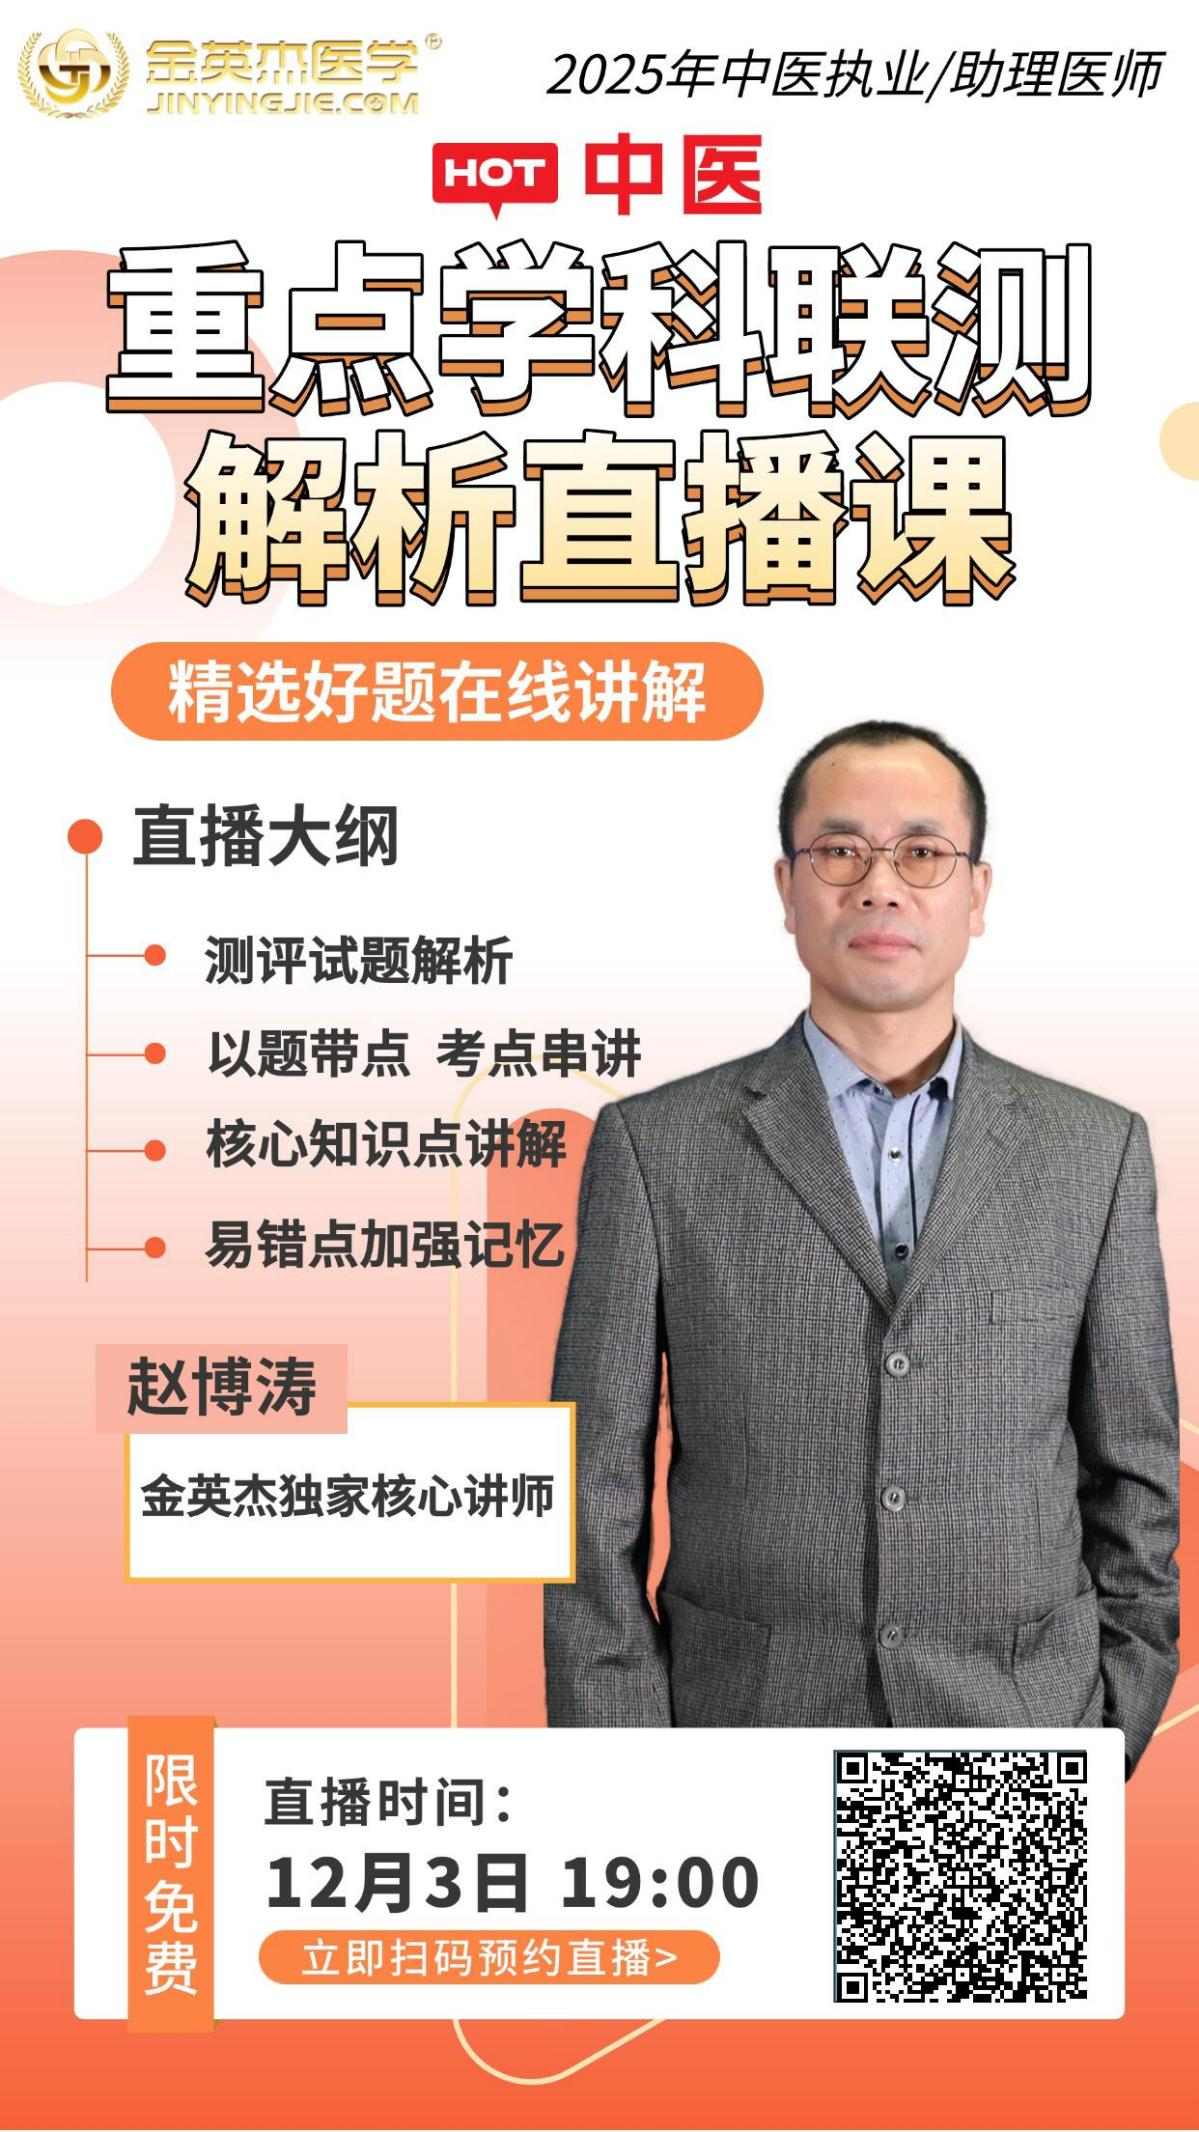 金英杰医学®
JINYINGJIE.COM
2025年中医执业/助理医师
HOT 中医
重点学科联测
解析直播课
精选好题在线讲解
直播大纲
测评试题解析
以题带点 考点串讲
核心知识点讲解
易错点加强记忆
赵博涛
金英杰独家核心讲师
限时免费
直播时间：
12月3日 19:00
立即扫码预约直播>